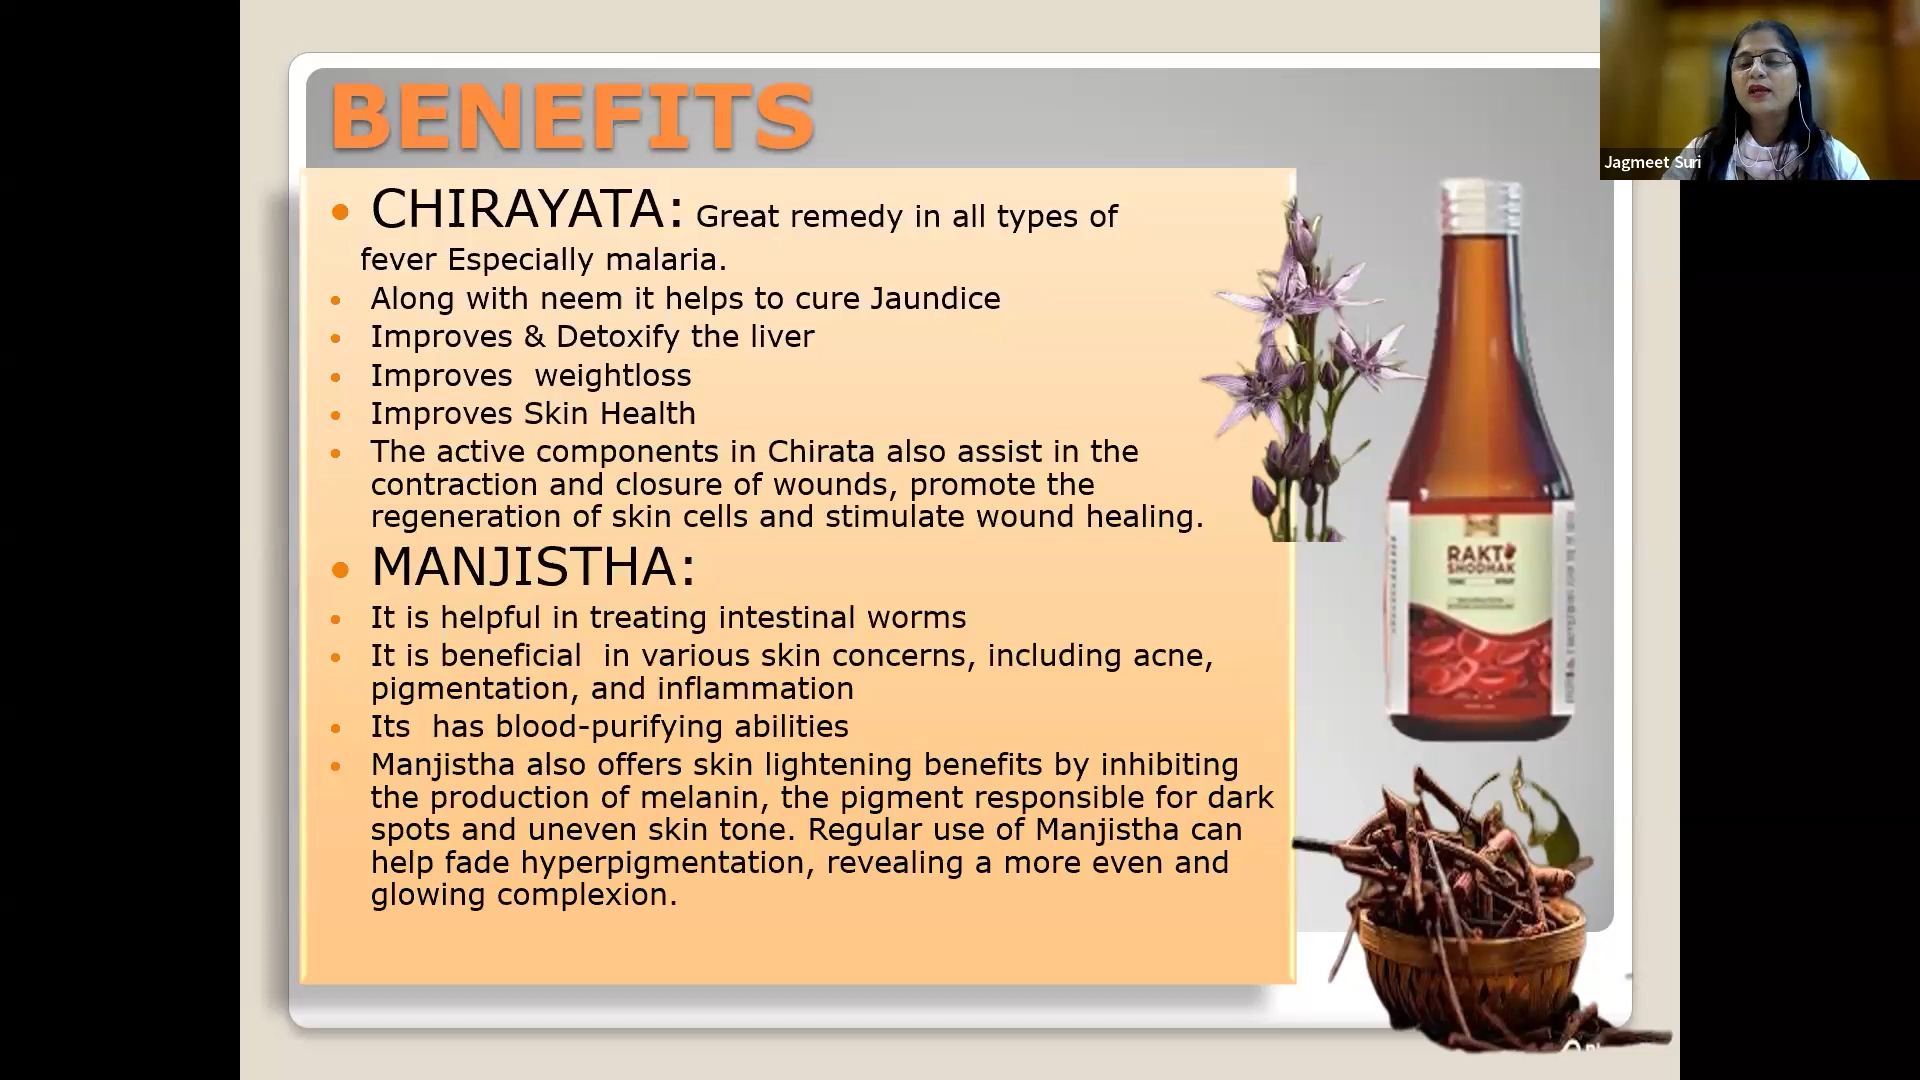 BENEFITS
Jagmeet Suri
• CHIRAYATA: Great remedy in all types of
fever Especially malaria.
• Along with neem it helps to cure Jaundice
• Improves & Detoxify the liver
• Improves  weightloss
• Improves Skin Health
• The active components in Chirata also assist in the
contraction and closure of wounds, promote the
regeneration of skin cells and stimulate wound healing.
• MANJISTHA:
• It is helpful in treating intestinal worms
• It is beneficial  in various skin concerns, including acne,
pigmentation, and inflammation
• Its  has blood-purifying abilities
• Manjistha also offers skin lightening benefits by inhibiting
the production of melanin, the pigment responsible for dark
spots and uneven skin tone. Regular use of Manjistha can
help fade hyperpigmentation, revealing a more even and
glowing complexion.
RAKT
SHODHAK